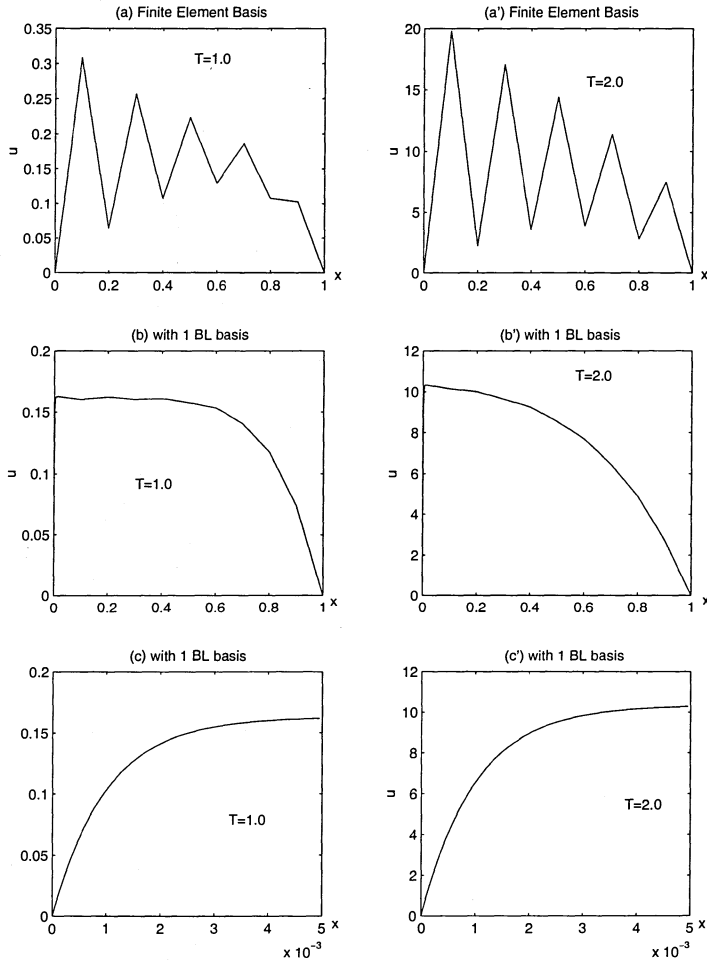 (a) Finite Element Basis
0.35
0.3
0.25
0.2
0.15
0.1
0.05
0
u
T=1.0
0 0.2 0.4 0.6 0.8 1 x
(a') Finite Element Basis
20
15
10
5
0
u
T=2.0
0 0.2 0.4 0.6 0.8 1 x
(b) with 1 BL basis
0.2
0.15
0.1
0.05
0
u
T=1.0
0 0.2 0.4 0.6 0.8 1 x
(b') with 1 BL basis
12
10
8
6
4
2
0
u
T=2.0
0 0.2 0.4 0.6 0.8 1 x
(c) with 1 BL basis
0.2
0.15
0.1
0.05
0
u
T=1.0
0 1 2 3 4 5 x
x 10⁻³
(c') with 1 BL basis
12
10
8
6
4
2
0
u
T=2.0
0 1 2 3 4 5 x
x 10⁻³